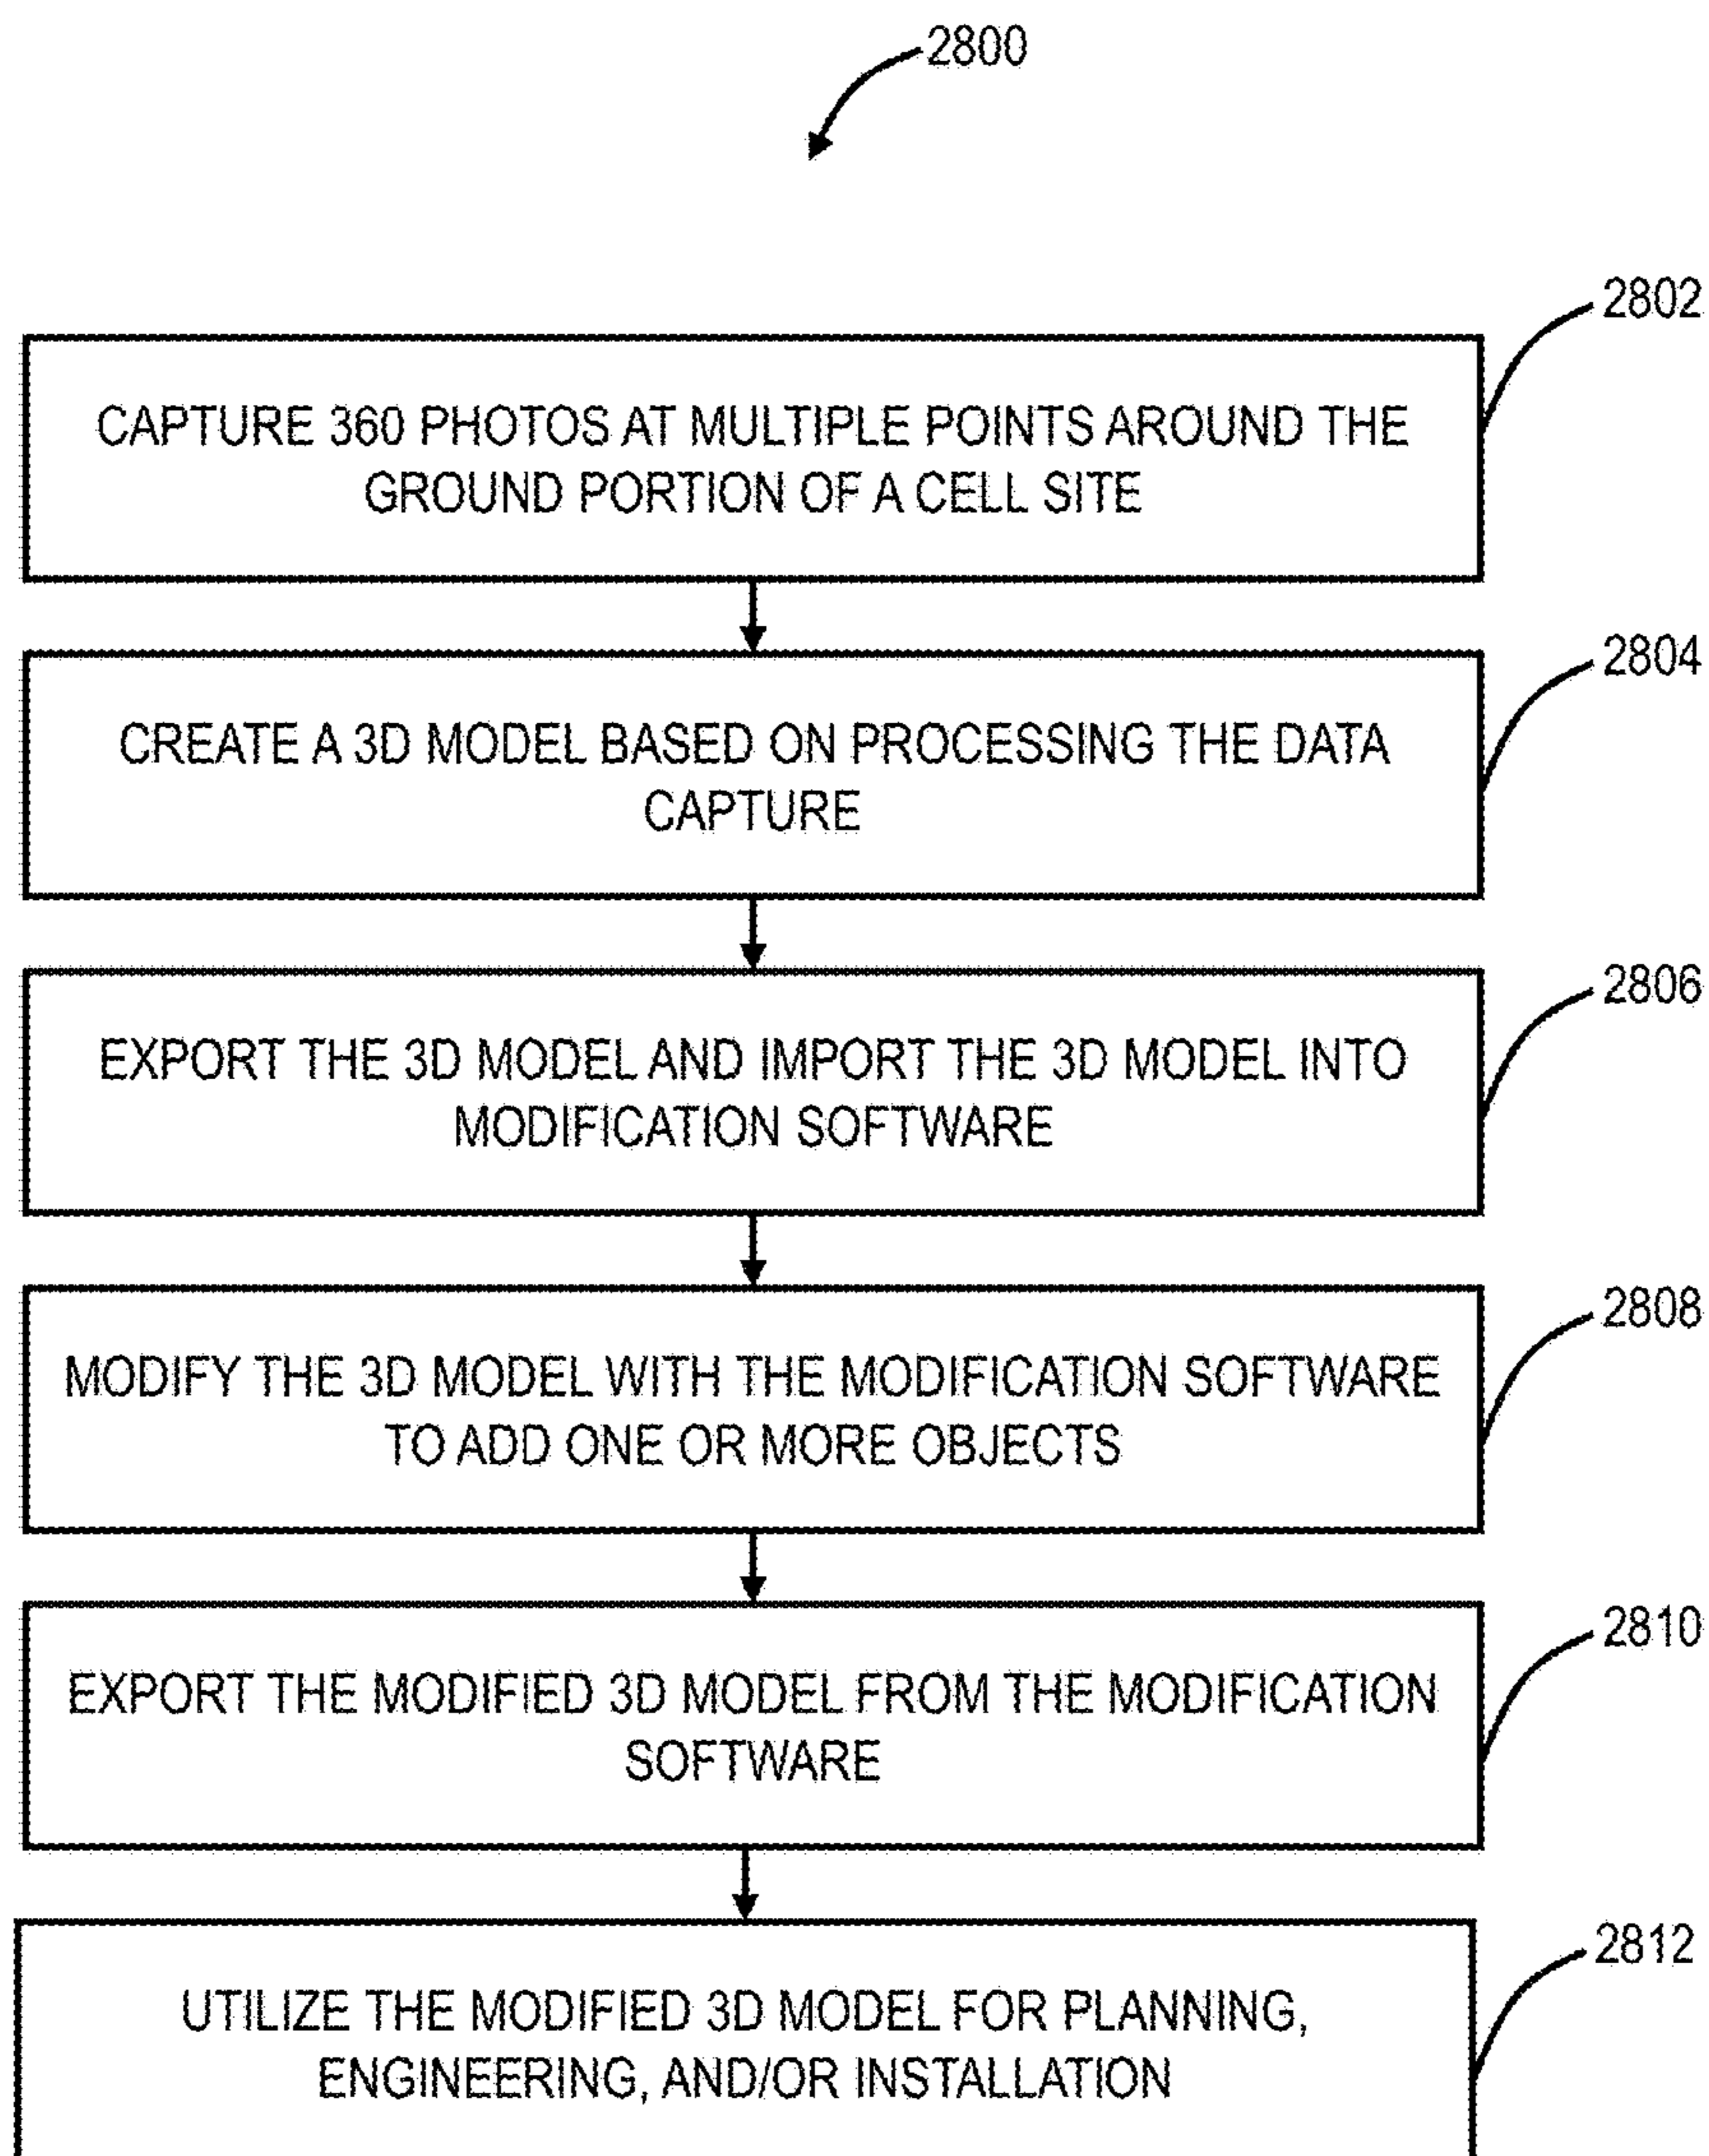 2800
2802
CAPTURE 360 PHOTOS AT MULTIPLE POINTS AROUND THE
GROUND PORTION OF A CELL SITE
2804
CREATE A 3D MODEL BASED ON PROCESSING THE DATA
CAPTURE
2806
EXPORT THE 3D MODEL AND IMPORT THE 3D MODEL INTO
MODIFICATION SOFTWARE
2808
MODIFY THE 3D MODEL WITH THE MODIFICATION SOFTWARE
TO ADD ONE OR MORE OBJECTS
2810
EXPORT THE MODIFIED 3D MODEL FROM THE MODIFICATION
SOFTWARE
2812
UTILIZE THE MODIFIED 3D MODEL FOR PLANNING,
ENGINEERING, AND/OR INSTALLATION